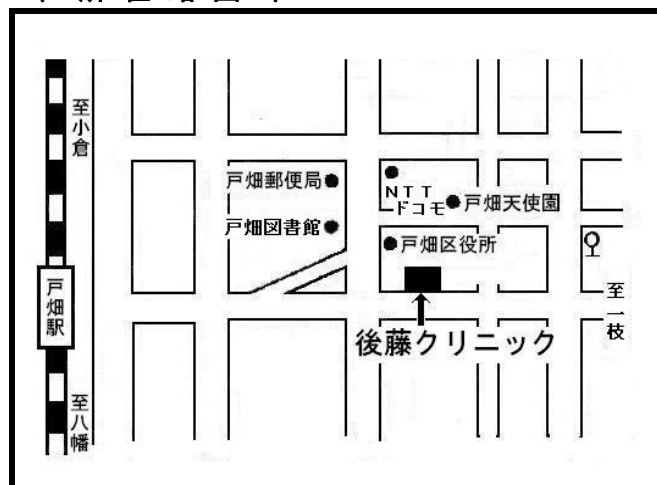 至小倉
戸畑郵便局
NTT
ドコモ
戸畑天使園
戸畑図書館
戸畑区役所
戸畑駅
至一枝
後藤クリニック
至八幡